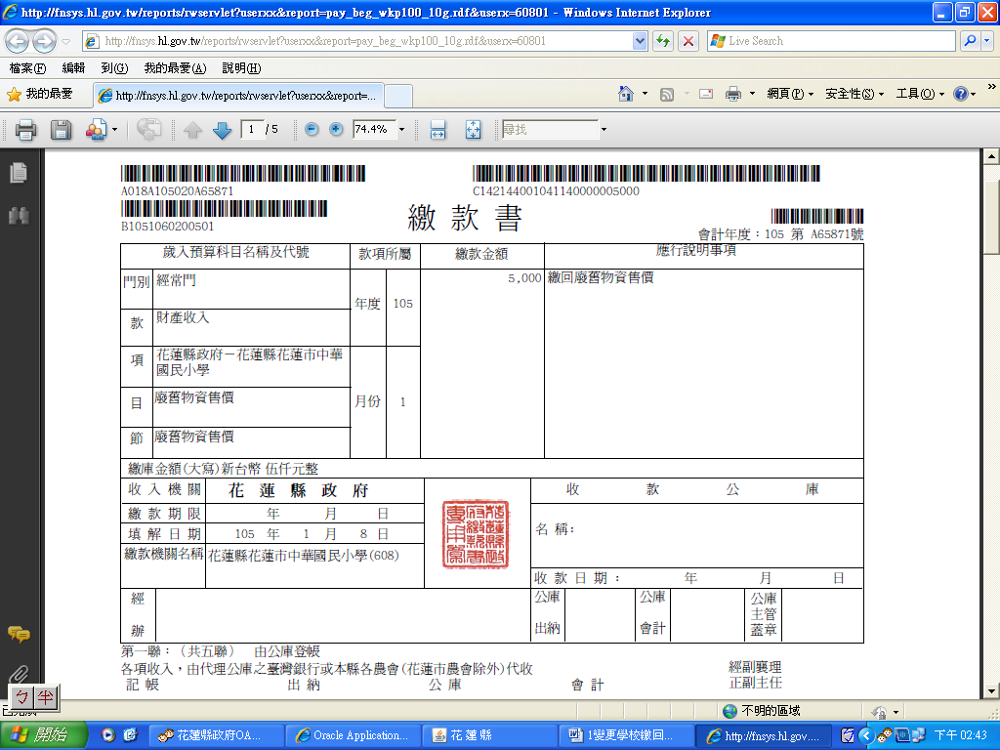 http://fnsys.hl.gov.tw/reports/rwservlet?userxx&report=pay_beg_wkp100_10g.rdf&userx=60801 - Windows Internet Explorer
http://fnsys.hl.gov.tw/reports/rwservlet?userxx&report=pay_beg_wkp100_10g.rdf&userx=60801
Live Search
檔案(F) 編輯 到(G) 我的最愛(A) 說明(H)
我的最愛 http://fnsys.hl.gov.tw/reports/rwservlet?userxx&report=... 網頁(P) 安全性(S) 工具(O)
1 / 5 74.4% 尋找
A018A105020A65871
C142144001041140000005000
B1051060200501
繳款書
會計年度：105 第 A65871號
歲入預算科目名稱及代號 款項所屬 繳款金額 應行說明事項
門別 經常門 5,000 繳回廢舊物資售價
年度 105
款 財產收入
項 花蓮縣政府－花蓮縣花蓮市中華
國民小學
目 廢舊物資售價
月份 1
節 廢舊物資售價
繳庫金額(大寫)新台幣 伍仟元整
收入機關 花蓮縣政府 收款公庫
繳款期限 年 月 日
填解日期 105 年 1 月 8 日 名稱：
繳款機關名稱 花蓮縣花蓮市中華國民小學(608)
收款日期： 年 月 日
經 公庫 公庫 公庫
主管
辦 出納 會計 蓋章
第一聯：（共五聯） 由公庫登帳
各項收入，由代理公庫之臺灣銀行或本縣各農會(花蓮市農會除外)代收
經副襄理
正副主任
記帳 出納 公庫 會計
ㄅ 半
不明的區域
開始 花蓮縣政府OA... Oracle Application... 花蓮縣 1變更學校繳回... http://fnsys.hl.gov.... 下午 02:43